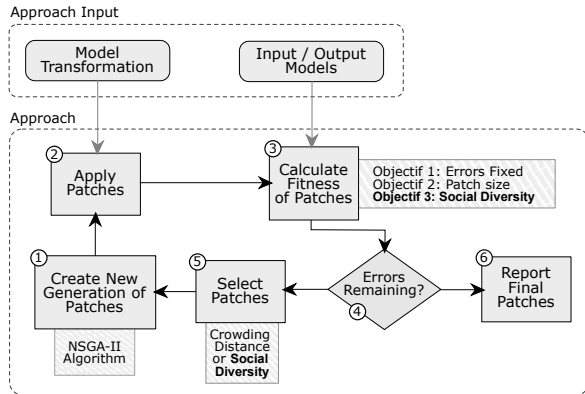 Approach Input
Model
Transformation
Input / Output
Models
Approach
2
Apply
Patches
3
Calculate
Fitness
of Patches
Objectif 1: Errors Fixed
Objectif 2: Patch size
Objectif 3: Social Diversity
1
Create New
Generation of
Patches
NSGA-II
Algorithm
5
Select
Patches
Crowding
Distance
or Social
Diversity
Errors
Remaining?
4
6
Report
Final
Patches